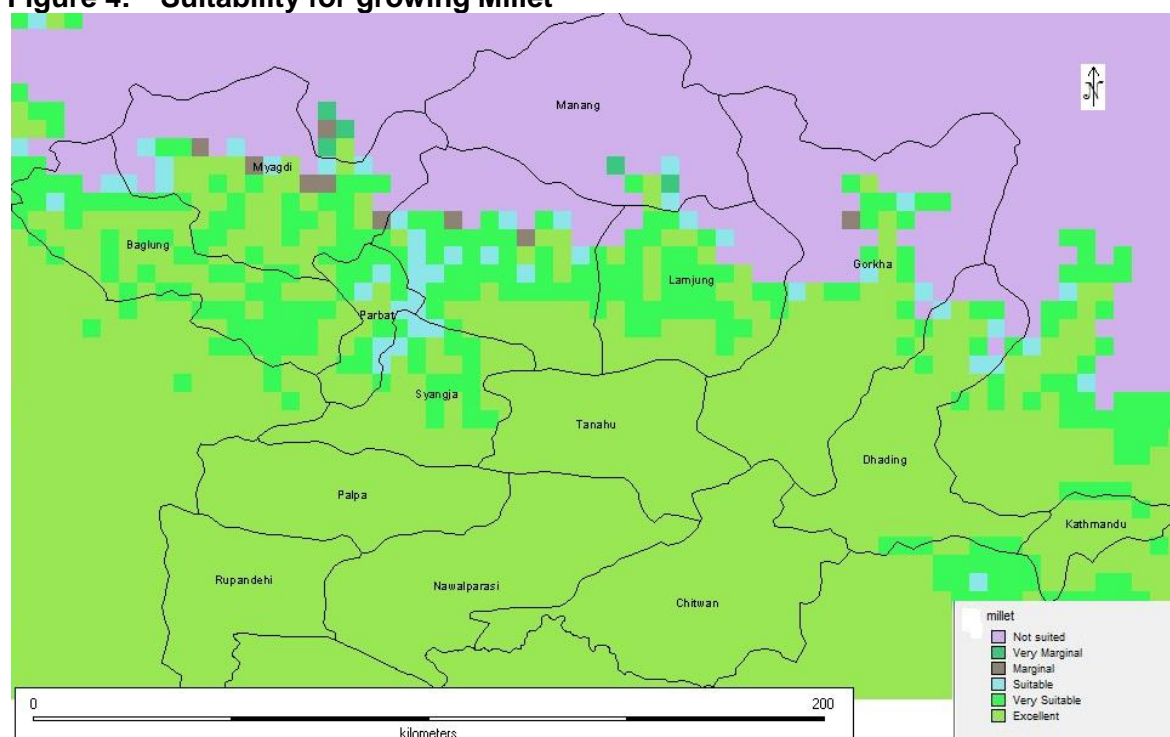 Figure 4. Suitability for growing Millet
Manang
N
Myagdi
Baglung
Lamjung
Gorkha
Parbat
Syangja
Tanahu
Dhading
Palpa
Kathmandu
Rupandehi
Nawalparasi
Chitwan
millet
Not suited
Very Marginal
Marginal
Suitable
Very Suitable
Excellent
0 200
kilometers